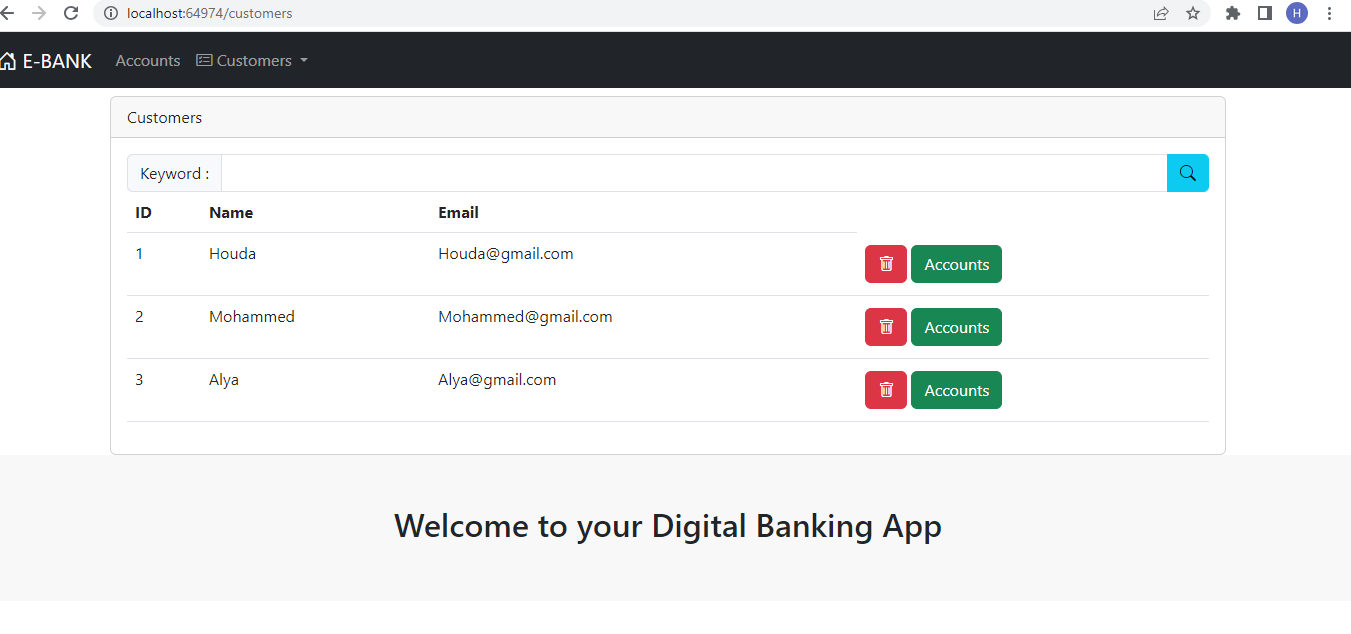 localhost:64974/customers
H
E-BANK Accounts Customers
Customers
Keyword :
ID Name Email
1 Houda Houda@gmail.com Accounts
2 Mohammed Mohammed@gmail.com Accounts
3 Alya Alya@gmail.com Accounts
Welcome to your Digital Banking App